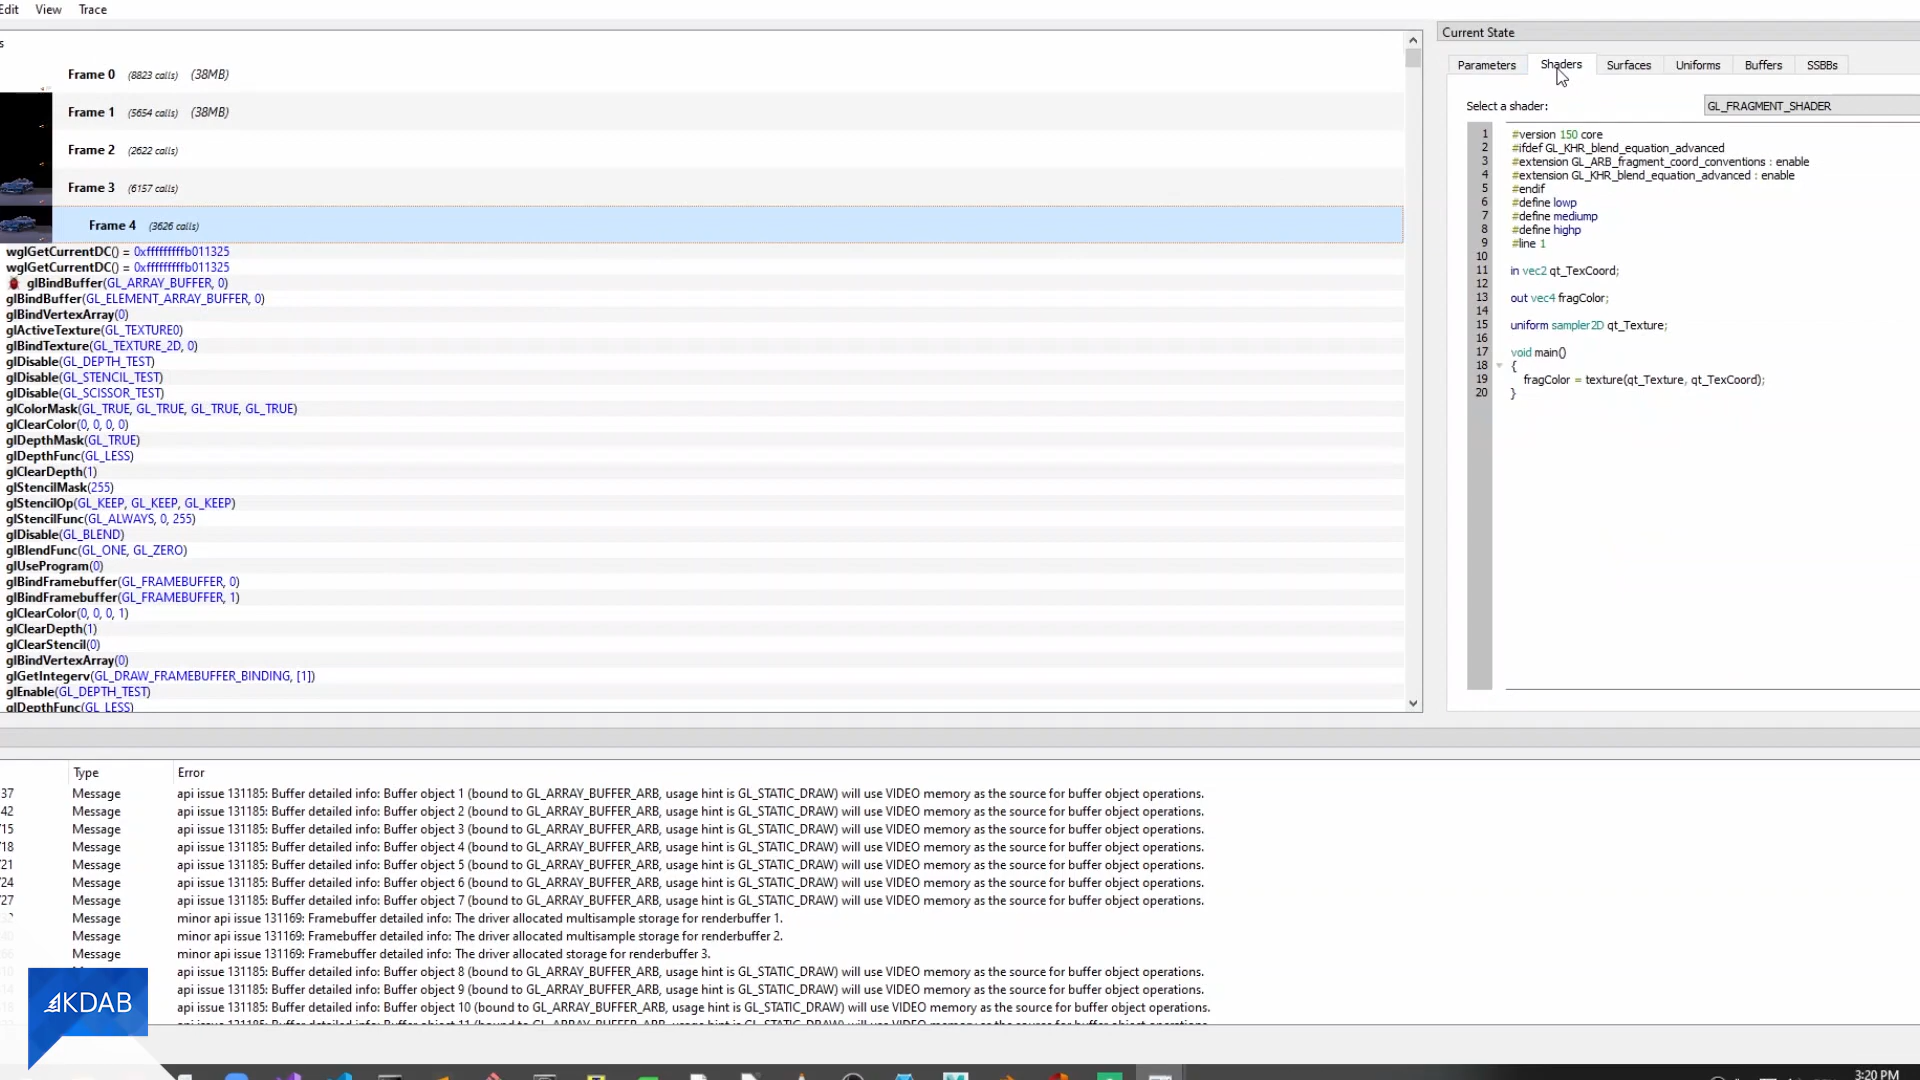 Edit View Trace
s
Frame 0 (8823 calls) (38MB)
Frame 1 (5654 calls) (38MB)
Frame 2 (2622 calls)
Frame 3 (6157 calls)
Frame 4 (3626 calls)
wglGetCurrentDC() = 0xfffffffffb011325
wglGetCurrentDC() = 0xfffffffffb011325
glBindBuffer(GL_ARRAY_BUFFER, 0)
glBindBuffer(GL_ELEMENT_ARRAY_BUFFER, 0)
glBindVertexArray(0)
glActiveTexture(GL_TEXTURE0)
glBindTexture(GL_TEXTURE_2D, 0)
glDisable(GL_DEPTH_TEST)
glDisable(GL_STENCIL_TEST)
glDisable(GL_SCISSOR_TEST)
glColorMask(GL_TRUE, GL_TRUE, GL_TRUE, GL_TRUE)
glClearColor(0, 0, 0, 0)
glDepthMask(GL_TRUE)
glDepthFunc(GL_LESS)
glClearDepth(1)
glStencilMask(255)
glStencilOp(GL_KEEP, GL_KEEP, GL_KEEP)
glStencilFunc(GL_ALWAYS, 0, 255)
glDisable(GL_BLEND)
glBlendFunc(GL_ONE, GL_ZERO)
glUseProgram(0)
glBindFramebuffer(GL_FRAMEBUFFER, 0)
glBindFramebuffer(GL_FRAMEBUFFER, 1)
glClearColor(0, 0, 0, 1)
glClearDepth(1)
glClearStencil(0)
glBindVertexArray(0)
glGetIntegerv(GL_DRAW_FRAMEBUFFER_BINDING, [1])
glEnable(GL_DEPTH_TEST)
glDepthFunc(GL_LESS)
Current State
Parameters Shaders Surfaces Uniforms Buffers SSBBs
Select a shader: GL_FRAGMENT_SHADER
1 #version 150 core
2 #ifdef GL_KHR_blend_equation_advanced
3 #extension GL_ARB_fragment_coord_conventions : enable
4 #extension GL_KHR_blend_equation_advanced : enable
5 #endif
6 #define lowp
7 #define mediump
8 #define highp
9 #line 1
10
11 in vec2 qt_TexCoord;
12
13 out vec4 fragColor;
14
15 uniform sampler2D qt_Texture;
16
17 void main()
18 {
19 fragColor = texture(qt_Texture, qt_TexCoord);
20 }
Type Error
37 Message api issue 131185: Buffer detailed info: Buffer object 1 (bound to GL_ARRAY_BUFFER_ARB, usage hint is GL_STATIC_DRAW) will use VIDEO memory as the source for buffer object operations.
42 Message api issue 131185: Buffer detailed info: Buffer object 2 (bound to GL_ARRAY_BUFFER_ARB, usage hint is GL_STATIC_DRAW) will use VIDEO memory as the source for buffer object operations.
715 Message api issue 131185: Buffer detailed info: Buffer object 3 (bound to GL_ARRAY_BUFFER_ARB, usage hint is GL_STATIC_DRAW) will use VIDEO memory as the source for buffer object operations.
718 Message api issue 131185: Buffer detailed info: Buffer object 4 (bound to GL_ARRAY_BUFFER_ARB, usage hint is GL_STATIC_DRAW) will use VIDEO memory as the source for buffer object operations.
721 Message api issue 131185: Buffer detailed info: Buffer object 5 (bound to GL_ARRAY_BUFFER_ARB, usage hint is GL_STATIC_DRAW) will use VIDEO memory as the source for buffer object operations.
724 Message api issue 131185: Buffer detailed info: Buffer object 6 (bound to GL_ARRAY_BUFFER_ARB, usage hint is GL_STATIC_DRAW) will use VIDEO memory as the source for buffer object operations.
727 Message api issue 131185: Buffer detailed info: Buffer object 7 (bound to GL_ARRAY_BUFFER_ARB, usage hint is GL_STATIC_DRAW) will use VIDEO memory as the source for buffer object operations.
Message minor api issue 131169: Framebuffer detailed info: The driver allocated multisample storage for renderbuffer 1.
Message minor api issue 131169: Framebuffer detailed info: The driver allocated multisample storage for renderbuffer 2.
Message minor api issue 131169: Framebuffer detailed info: The driver allocated storage for renderbuffer 3.
Message api issue 131185: Buffer detailed info: Buffer object 8 (bound to GL_ARRAY_BUFFER_ARB, usage hint is GL_STATIC_DRAW) will use VIDEO memory as the source for buffer object operations.
Message api issue 131185: Buffer detailed info: Buffer object 9 (bound to GL_ARRAY_BUFFER_ARB, usage hint is GL_STATIC_DRAW) will use VIDEO memory as the source for buffer object operations.
Message api issue 131185: Buffer detailed info: Buffer object 10 (bound to GL_ARRAY_BUFFER_ARB, usage hint is GL_STATIC_DRAW) will use VIDEO memory as the source for buffer object operations.
KDAB
3:20 PM